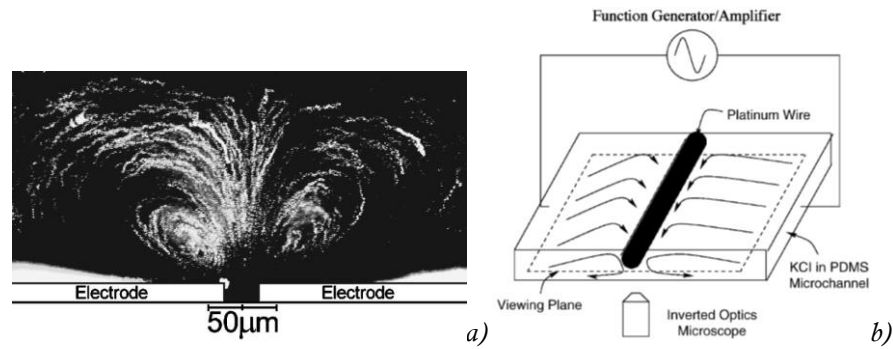 Electrode
Electrode
50μm
a)
Function Generator/Amplifier
Platinum Wire
KCl in PDMS
Microchannel
Viewing Plane
Inverted Optics
Microscope
b)